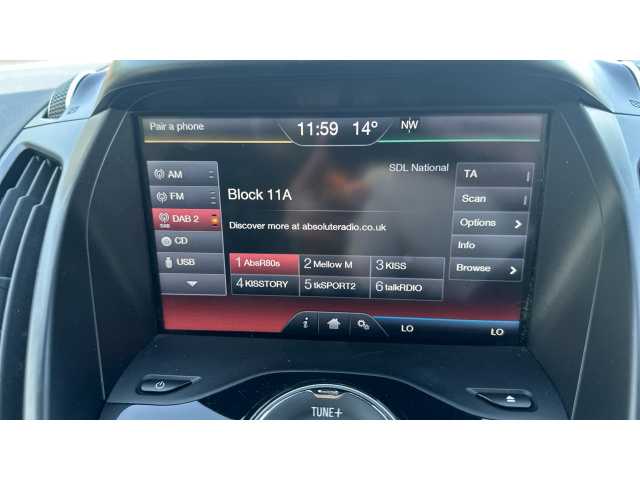 Pair a phone
11:59 14° NW
SDL National
AM
FM
DAB 2
DAB
CD
USB
Block 11A
Discover more at absoluteradio.co.uk
1 AbsR80s 2 Mellow M 3 KISS
4 KISSTORY 5 tkSPORT2 6 talkRDIO
TA
Scan
Options
Info
Browse
i
LO LO
TUNE+